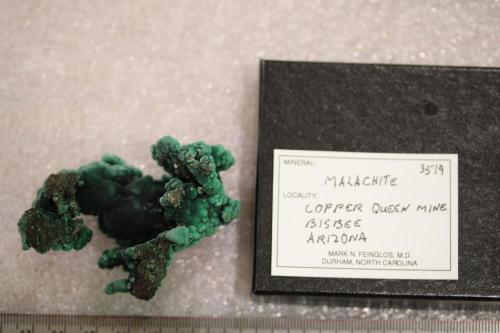 MINERAL: 3519
MALACHITE
LOCALITY:
COPPER QUEEN MINE
BISBEE
ARIZONA
MARK N. FEINGLOS, M.D.
DURHAM, NORTH CAROLINA